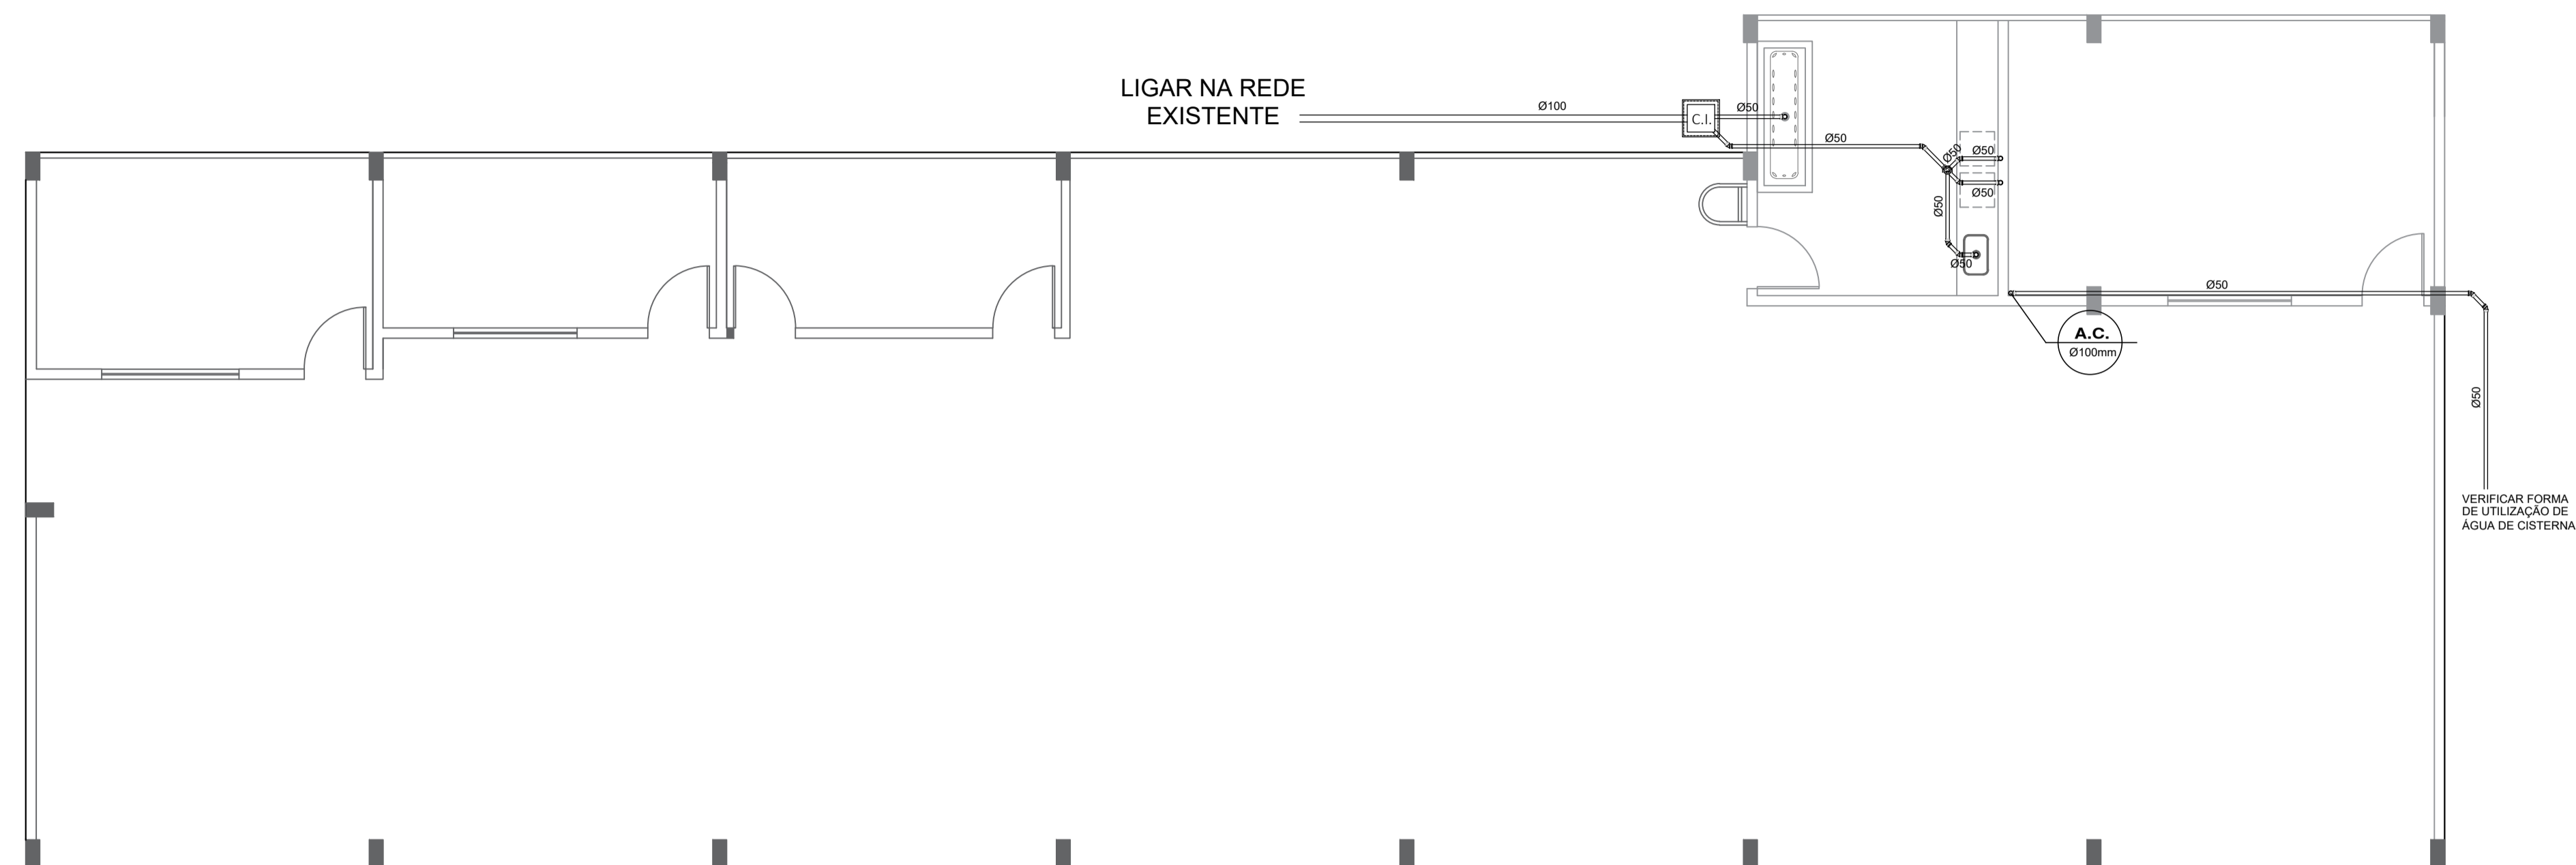 LIGAR NA REDE
EXISTENTE
Ø100
C.I.
Ø50
Ø50
Ø50
Ø50
Ø50
Ø50
Ø50
Ø50
A.C.
Ø100mm
Ø50
VERIFICAR FORMA
DE UTILIZAÇÃO DE
ÁGUA DE CISTERNA